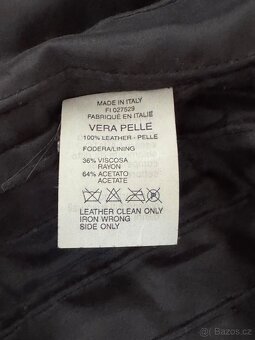 MADE IN ITALY
FI 027529
FABRIQUÉ EN ITALIE
VERA PELLE
100% LEATHER - PELLE
FODERA/LINING
36% VISCOSA
RAYON
64% ACETATO
ACETATE
LEATHER CLEAN ONLY
IRON WRONG
SIDE ONLY
Bazos.cz